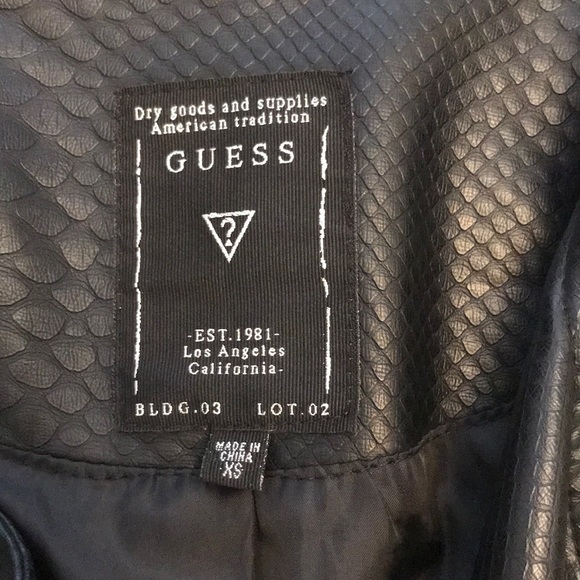 Dry goods and supplies
American tradition
GUESS
?
-EST.1981-
Los Angeles
California-
BLDG.03 LOT.02
MADE IN
CHINA
XS